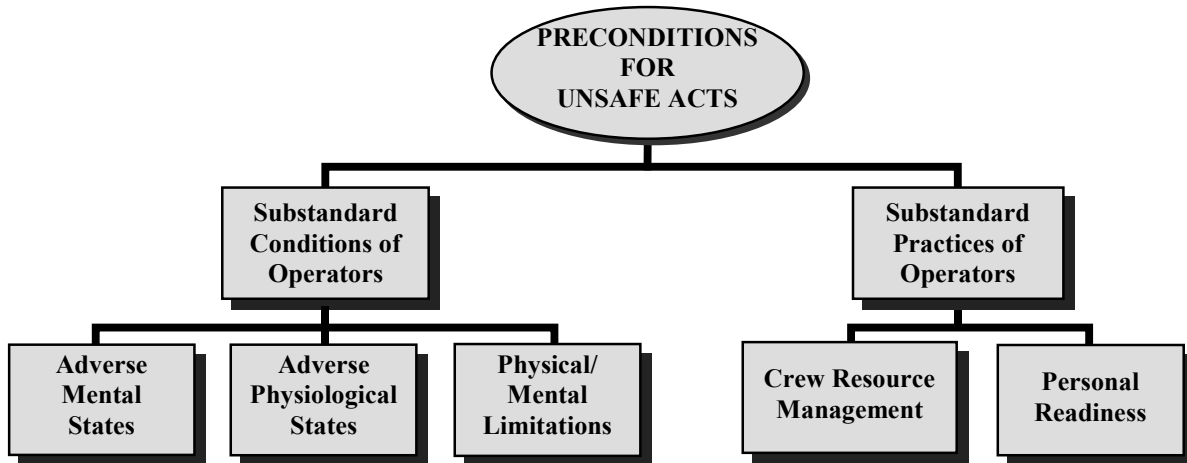 PRECONDITIONS
FOR
UNSAFE ACTS
Substandard
Conditions of
Operators
Substandard
Practices of
Operators
Adverse
Mental
States
Adverse
Physiological
States
Physical/
Mental
Limitations
Crew Resource
Management
Personal
Readiness